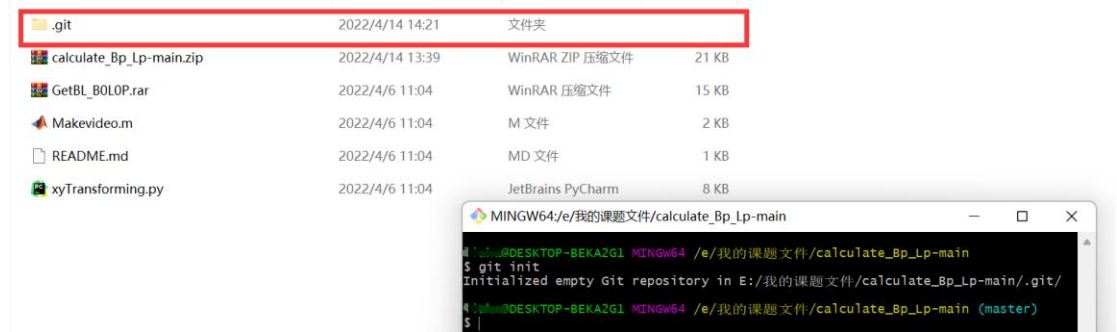 .git 2022/4/14 14:21 文件夹
calculate_Bp_Lp-main.zip 2022/4/14 13:39 WinRAR ZIP 压缩文件 21 KB
GetBL_B0L0P.rar 2022/4/6 11:04 WinRAR 压缩文件 15 KB
Makevideo.m 2022/4/6 11:04 M 文件 2 KB
README.md 2022/4/6 11:04 MD 文件 1 KB
xyTransforming.py 2022/4/6 11:04 JetBrains PyCharm 8 KB
MINGW64:/e/我的课题文件/calculate_Bp_Lp-main
@DESKTOP-BEKA2G1 MINGW64 /e/我的课题文件/calculate_Bp_Lp-main
$ git init
Initialized empty Git repository in E:/我的课题文件/calculate_Bp_Lp-main/.git/
@DESKTOP-BEKA2G1 MINGW64 /e/我的课题文件/calculate_Bp_Lp-main (master)
$